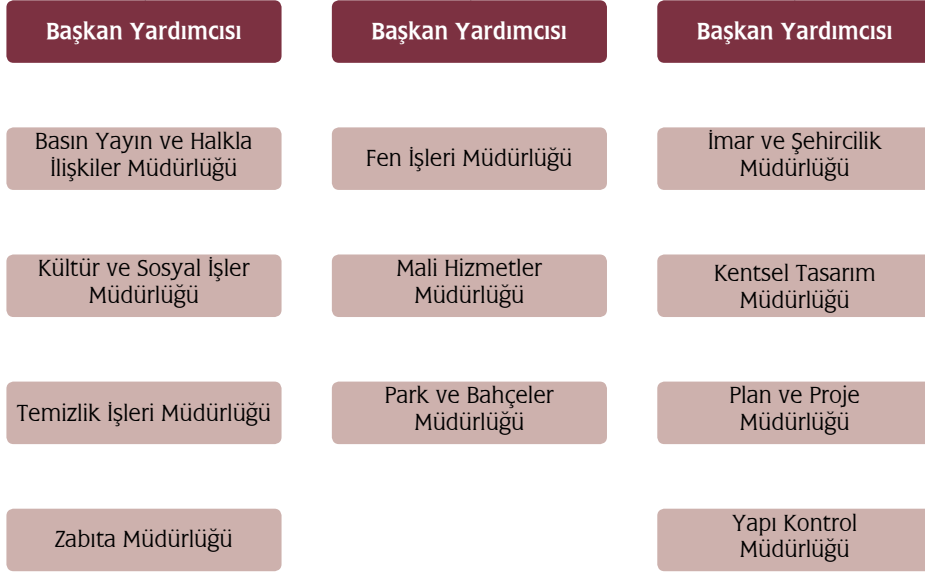 Başkan Yardımcısı
Basın Yayın ve Halkla
İlişkiler Müdürlüğü
Kültür ve Sosyal İşler
Müdürlüğü
Temizlik İşleri Müdürlüğü
Zabıta Müdürlüğü
Başkan Yardımcısı
Fen İşleri Müdürlüğü
Mali Hizmetler
Müdürlüğü
Park ve Bahçeler
Müdürlüğü
Başkan Yardımcısı
İmar ve Şehircilik
Müdürlüğü
Kentsel Tasarım
Müdürlüğü
Plan ve Proje
Müdürlüğü
Yapı Kontrol
Müdürlüğü